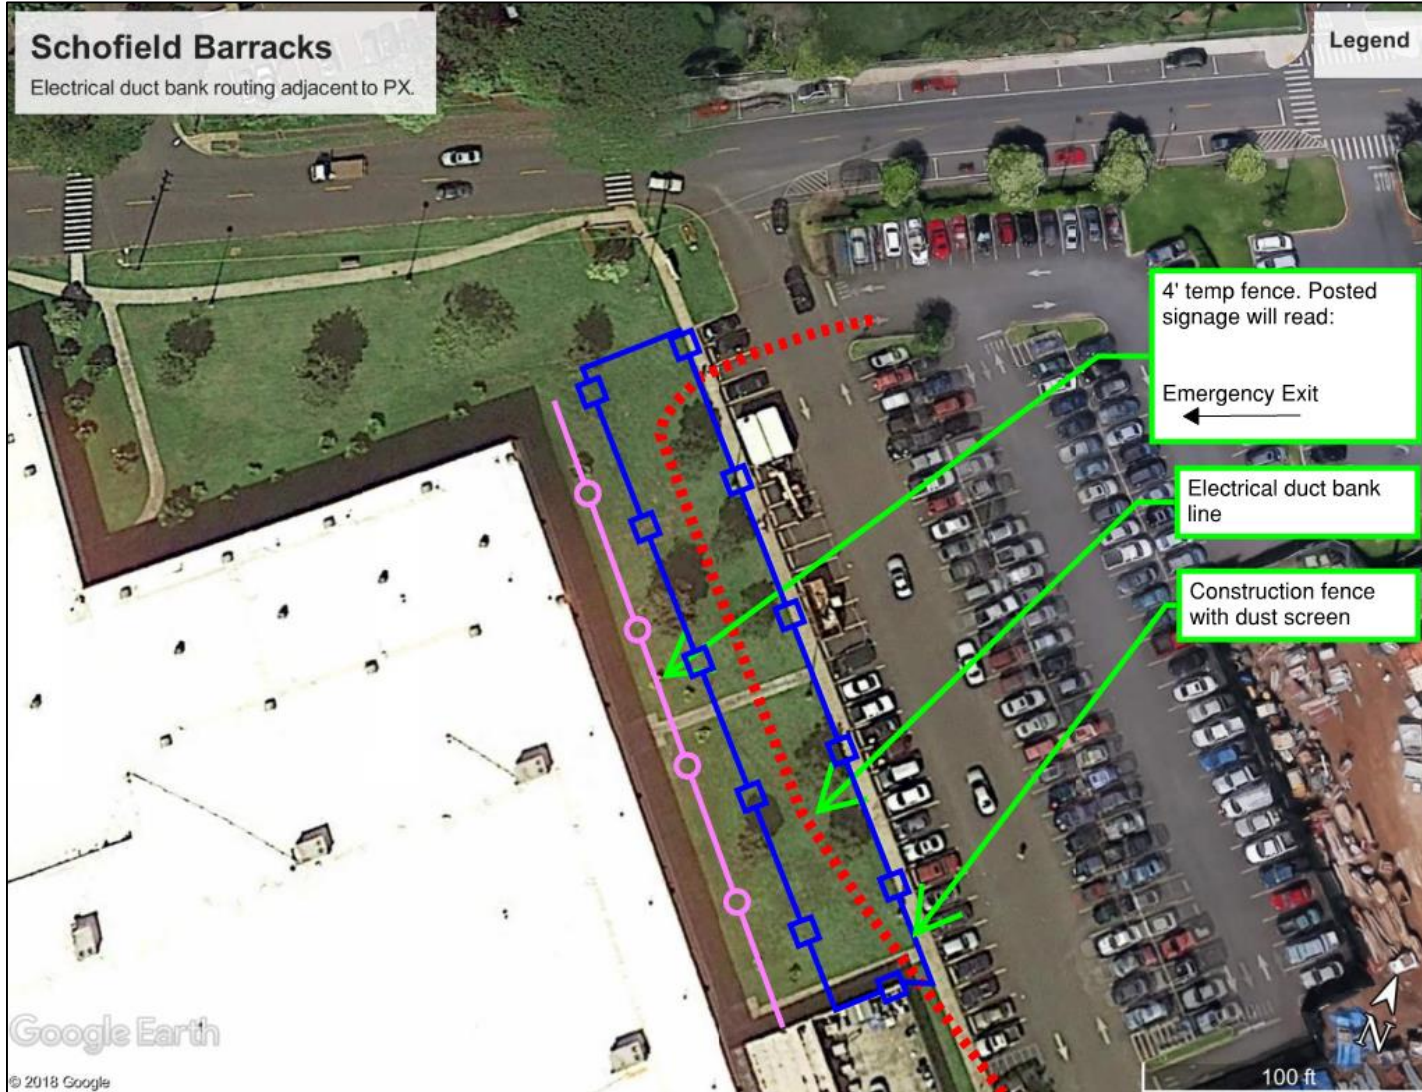 Schofield Barracks
Electrical duct bank routing adjacent to PX.
Legend
4' temp fence. Posted
signage will read:
Emergency Exit
Electrical duct bank
line
Construction fence
with dust screen
STOP
Google Earth
© 2018 Google
N
100 ft